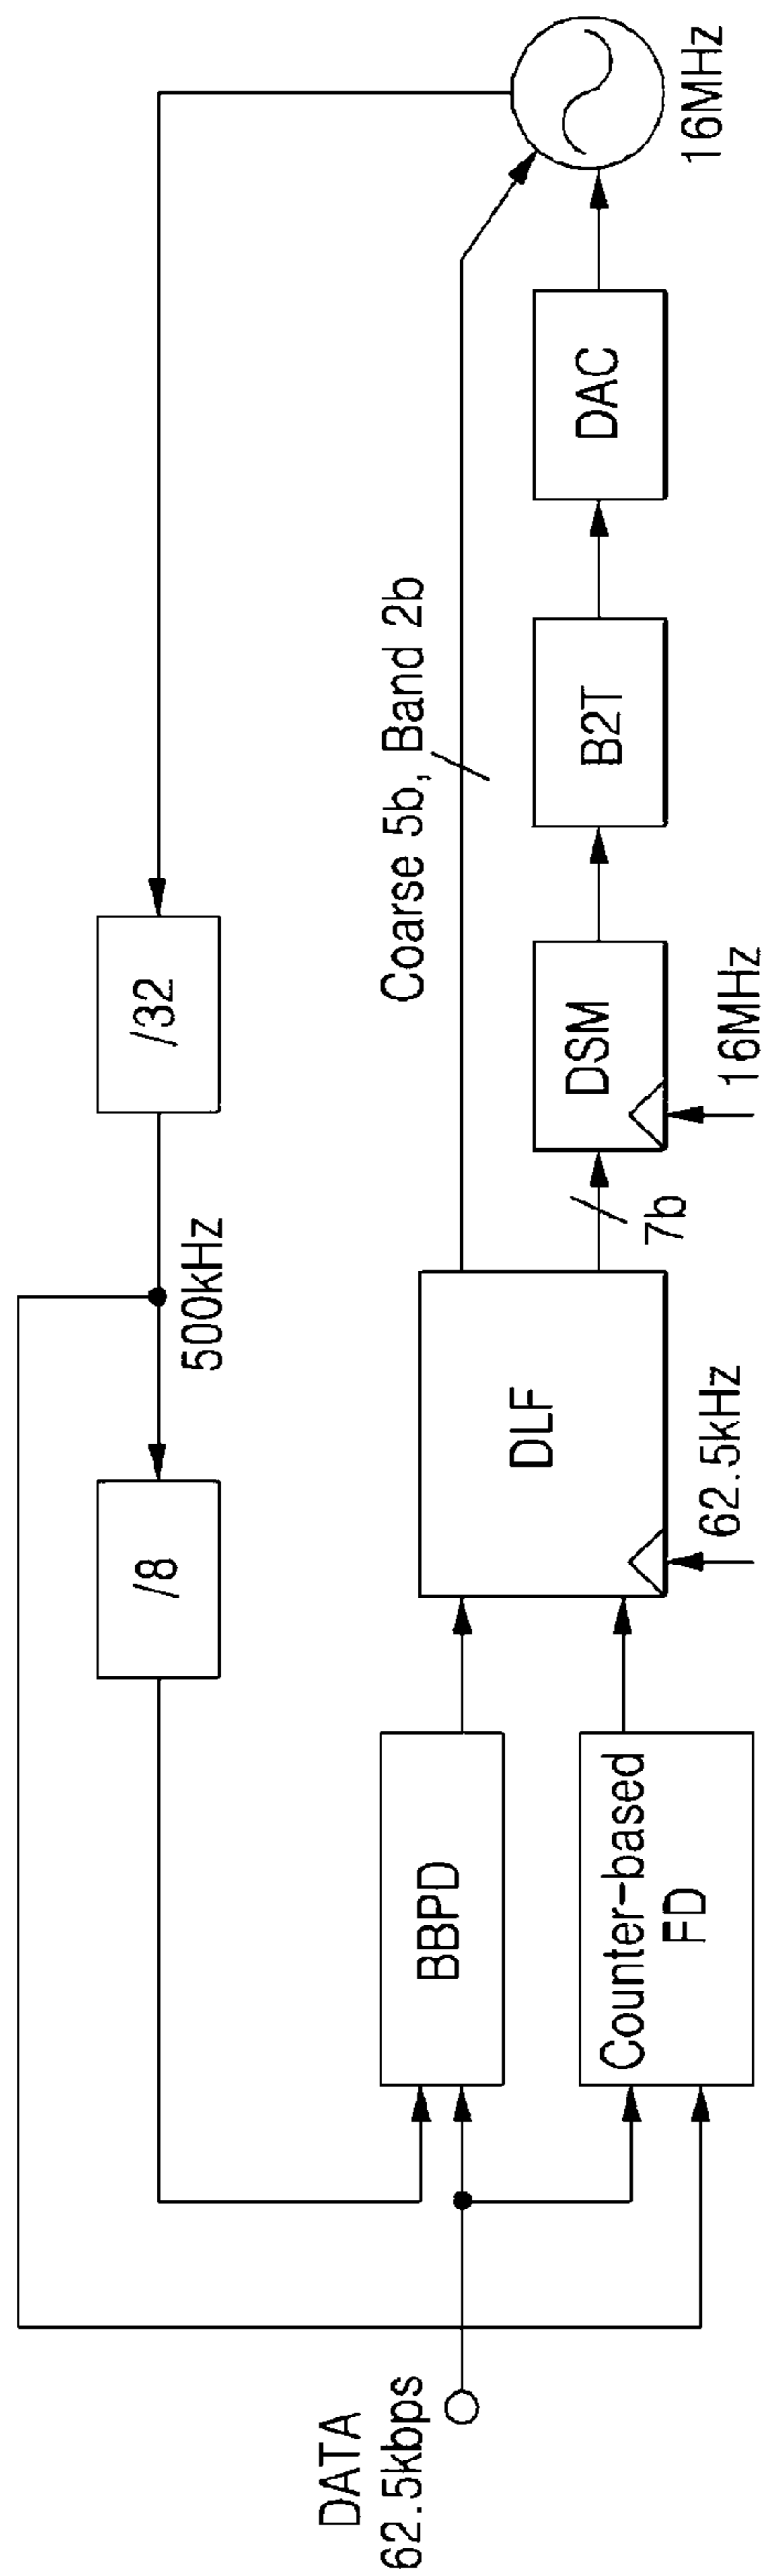 /8
/32
500kHz
DATA
62.5kbps
BBPD
Counter-based
FD
DLF
62.5kHz
Coarse 5b, Band 2b
7b
DSM
16MHz
B2T
DAC
16MHz